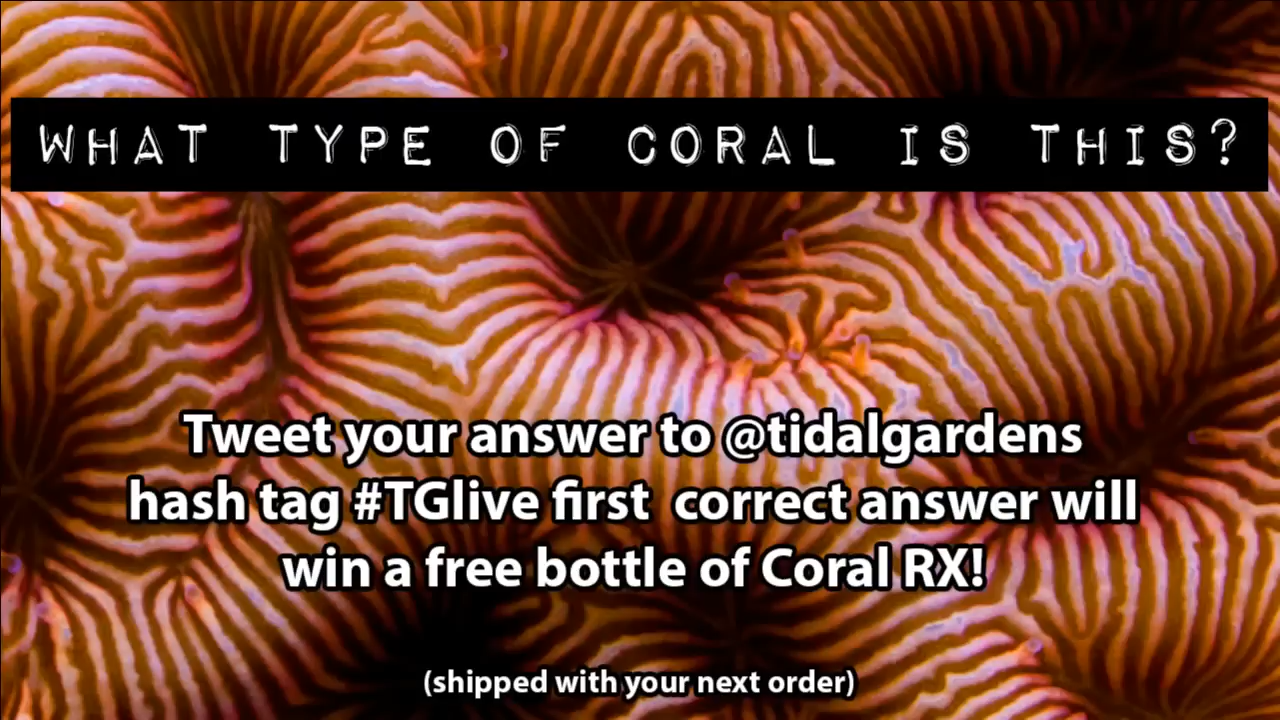 WHAT TYPE OF CORAL IS THIS?
Tweet your answer to @tidalgardens
hash tag #TGlive first correct answer will
win a free bottle of Coral RX!
(shipped with your next order)